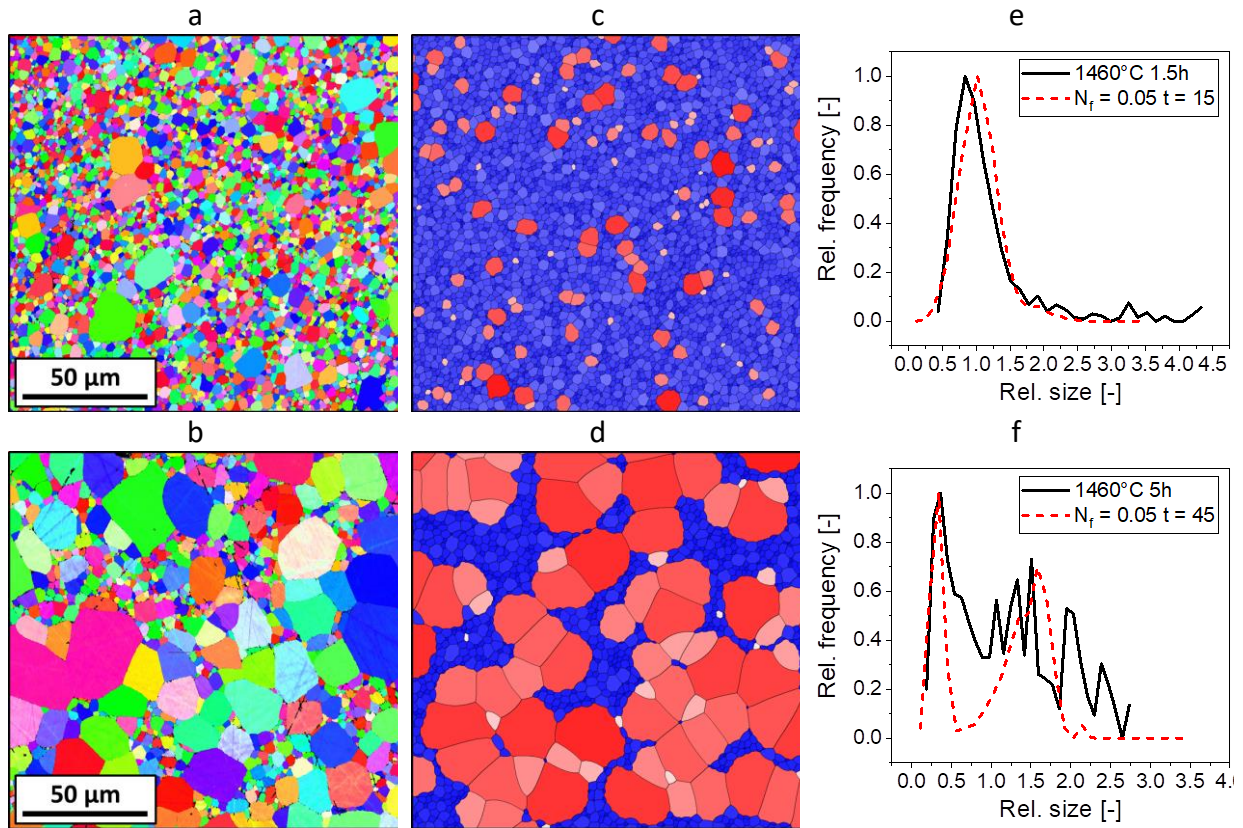 a
c
e
50 µm
1.0
0.8
0.6
0.4
0.2
0.0
Rel. frequency [-]
1460°C 1.5h
N_f = 0.05 t = 15
0.0 0.5 1.0 1.5 2.0 2.5 3.0 3.5 4.0 4.5
Rel. size [-]
b
d
f
50 µm
1.0
0.8
0.6
0.4
0.2
0.0
Rel. frequency [-]
1460°C 5h
N_f = 0.05 t = 45
0.0 0.5 1.0 1.5 2.0 2.5 3.0 3.5 4.0
Rel. size [-]